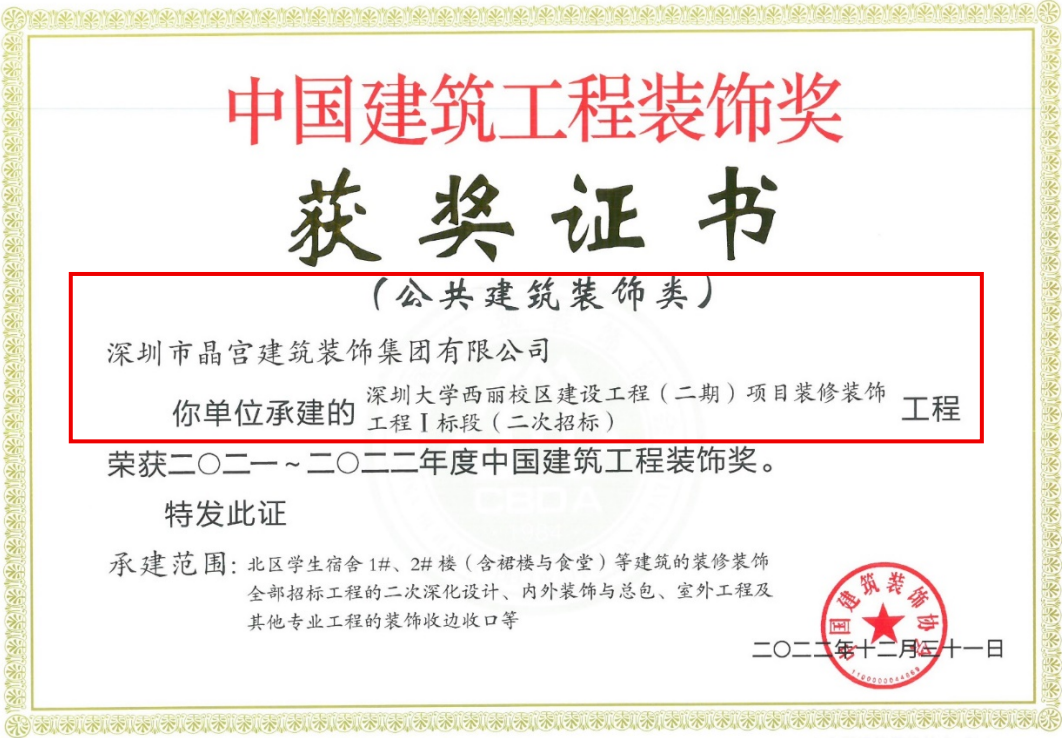 中国建筑工程装饰奖
获奖证书
（公共建筑装饰类）
深圳市晶宫建筑装饰集团有限公司
你单位承建的 深圳大学西丽校区建设工程（二期）项目装修装饰 工程
工程Ⅰ标段（二次招标）
荣获二〇二一～二〇二二年度中国建筑工程装饰奖。
特发此证
承建范围：北区学生宿舍 1#、2# 楼（含裙楼与食堂）等建筑的装修装饰
全部招标工程的二次深化设计、内外装饰与总包、室外工程及
其他专业工程的装饰收边收口等
中国建筑装饰协会
二〇二二年十二月三十一日
CBDA